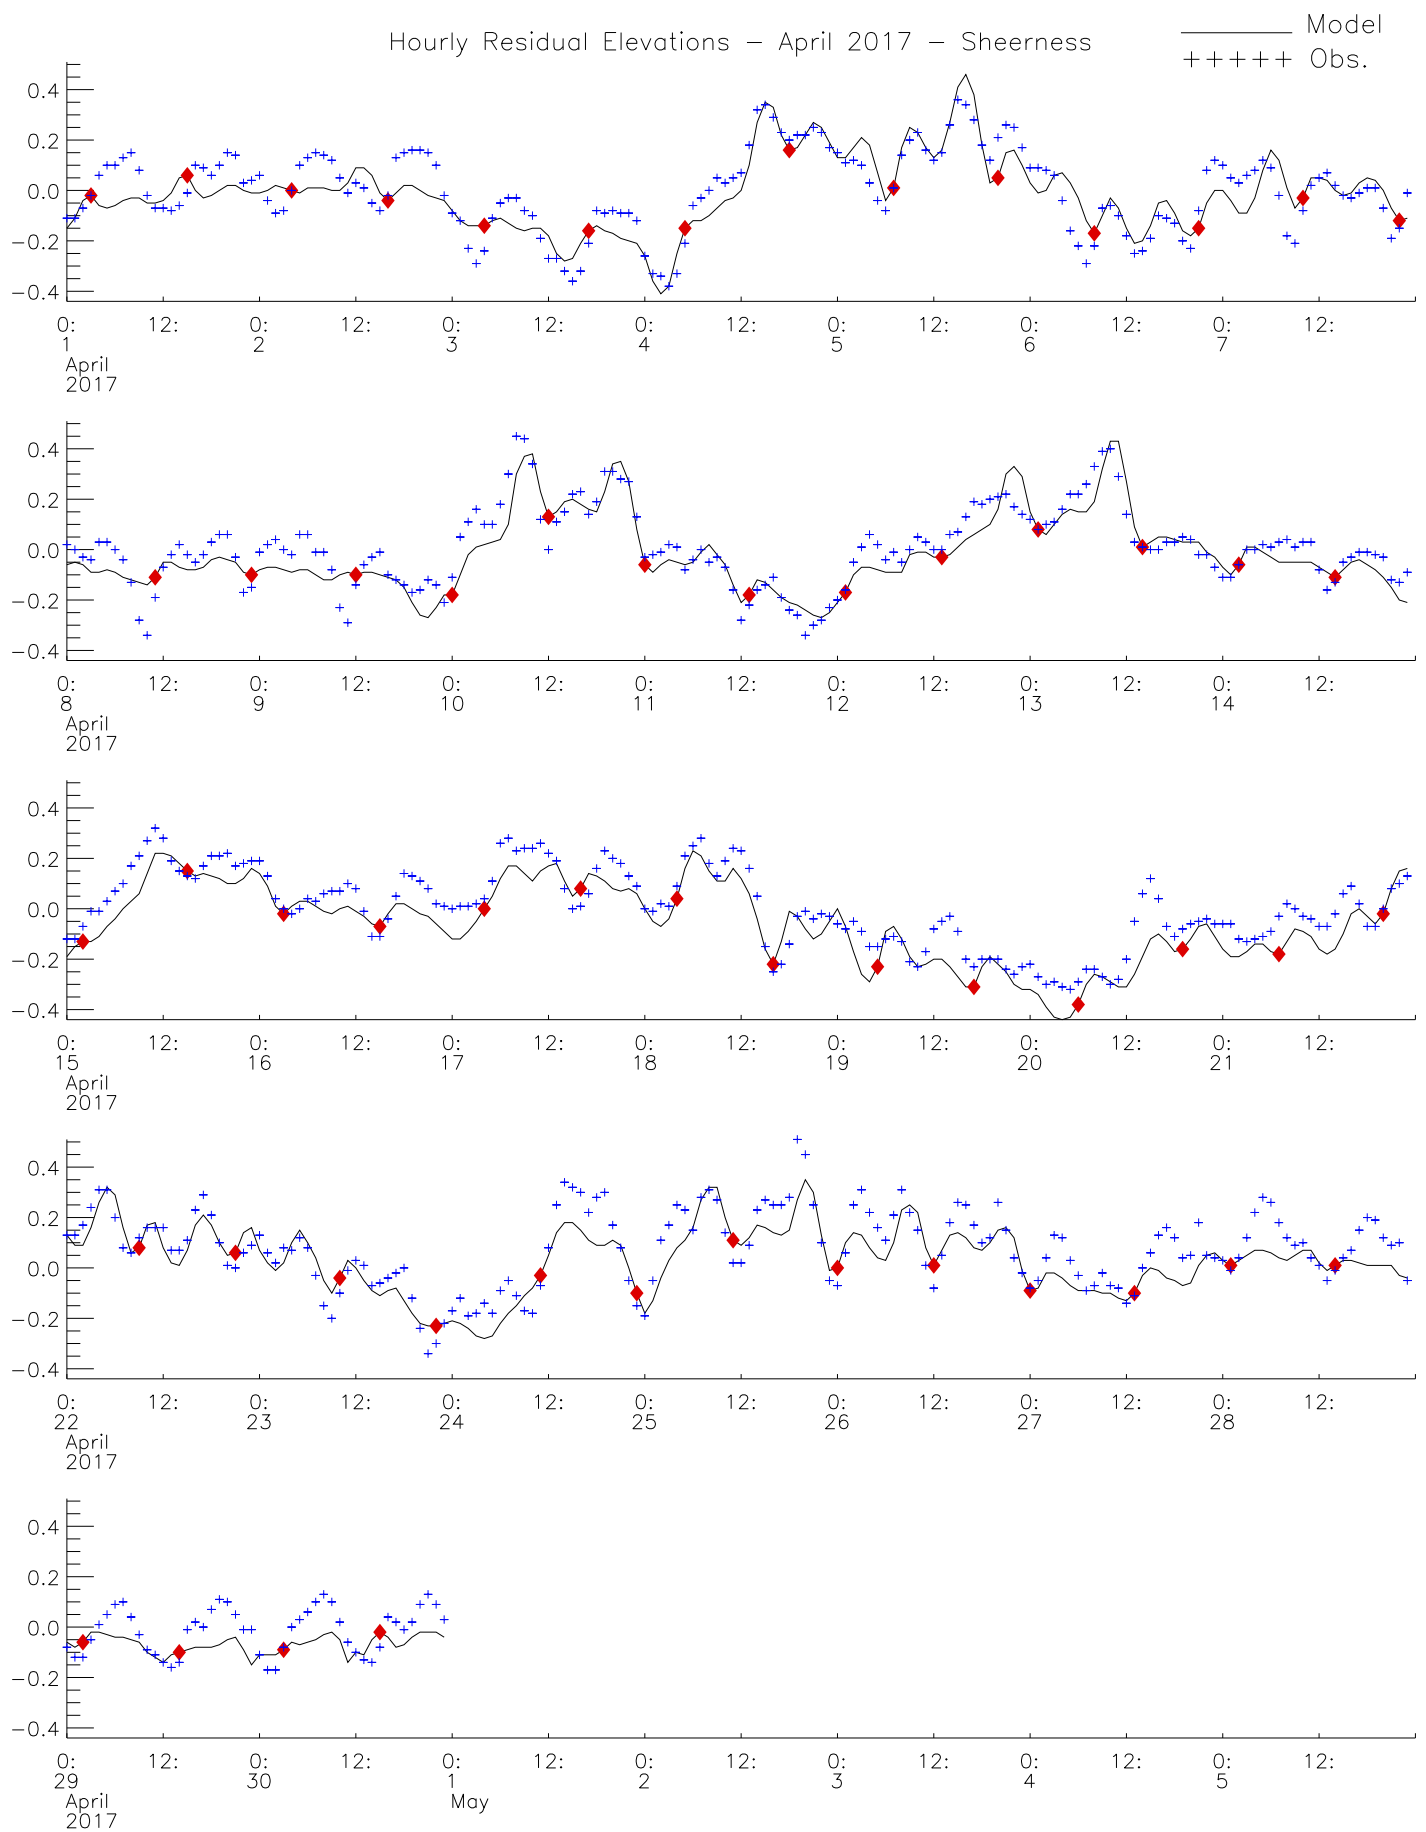 Hourly Residual Elevations – April 2017 – Sheerness
Model
+++++ Obs.
0.4
0.2
0.0
−0.2
−0.4
0: 12: 0: 12: 0: 12: 0: 12: 0: 12: 0: 12: 0: 12:
1 2 3 4 5 6 7
April
2017
0.4
0.2
0.0
−0.2
−0.4
0: 12: 0: 12: 0: 12: 0: 12: 0: 12: 0: 12: 0: 12:
8 9 10 11 12 13 14
April
2017
0.4
0.2
0.0
−0.2
−0.4
0: 12: 0: 12: 0: 12: 0: 12: 0: 12: 0: 12: 0: 12:
15 16 17 18 19 20 21
April
2017
0.4
0.2
0.0
−0.2
−0.4
0: 12: 0: 12: 0: 12: 0: 12: 0: 12: 0: 12: 0: 12:
22 23 24 25 26 27 28
April
2017
0.4
0.2
0.0
−0.2
−0.4
0: 12: 0: 12: 0: 12: 0: 12: 0: 12: 0: 12: 0: 12:
29 30 1 2 3 4 5
April May
2017